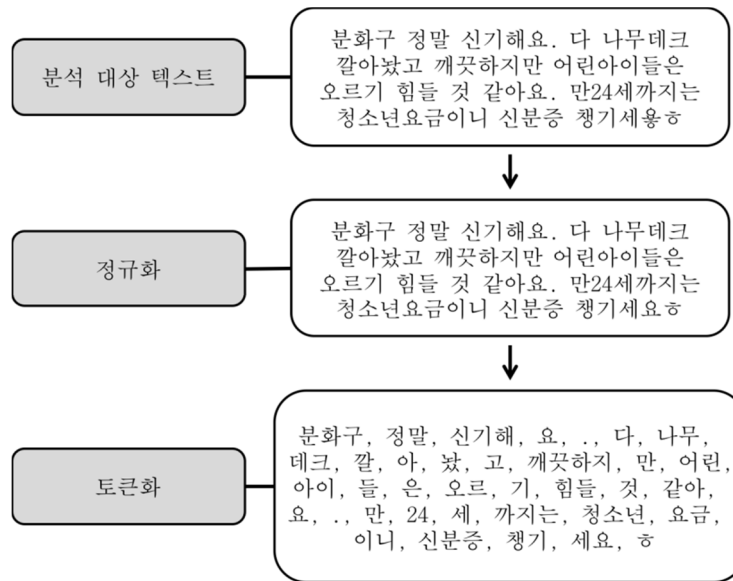 분석 대상 텍스트
분화구 정말 신기해요. 다 나무데크
깔아놨고 깨끗하지만 어린아이들은
오르기 힘들 것 같아요. 만24세까지는
청소년요금이니 신분증 챙기세욯ㅎ
정규화
분화구 정말 신기해요. 다 나무데크
깔아놨고 깨끗하지만 어린아이들은
오르기 힘들 것 같아요. 만24세까지는
청소년요금이니 신분증 챙기세요ㅎ
토큰화
분화구, 정말, 신기해, 요, ., 다, 나무,
데크, 깔, 아, 놨, 고, 깨끗하지, 만, 어린,
아이, 들, 은, 오르, 기, 힘들, 것, 같아,
요, ., 만, 24, 세, 까지는, 청소년, 요금,
이니, 신분증, 챙기, 세요, ㅎ